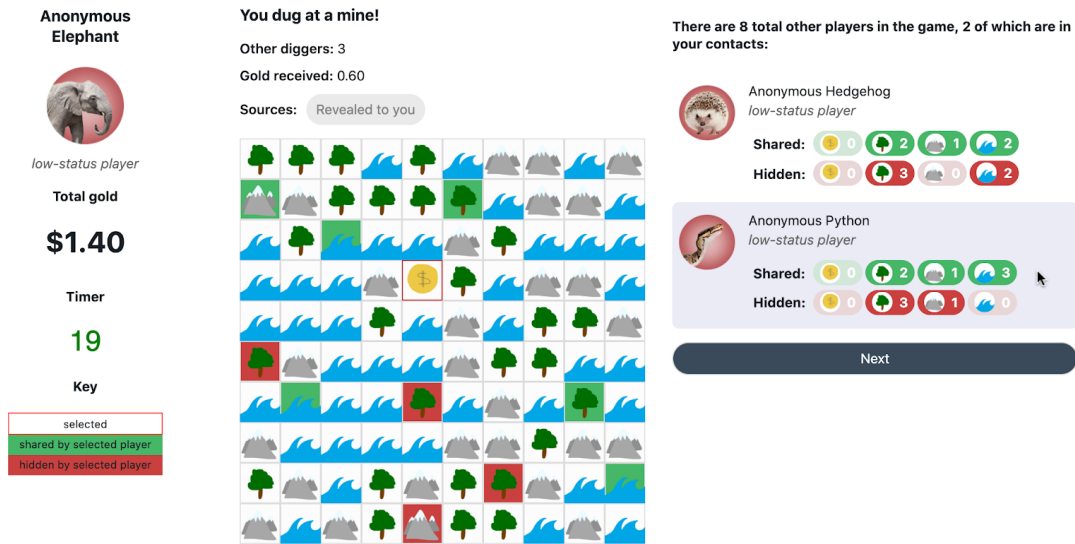 Anonymous
Elephant
low-status player
Total gold
$1.40
Timer
19
Key
selected
shared by selected player
hidden by selected player
You dug at a mine!
Other diggers: 3
Gold received: 0.60
Sources: Revealed to you
There are 8 total other players in the game, 2 of which are in
your contacts:
Anonymous Hedgehog
low-status player
Shared: 0 2 1 2
Hidden: 0 3 0 2
Anonymous Python
low-status player
Shared: 0 2 1 3
Hidden: 0 3 1 0
Next